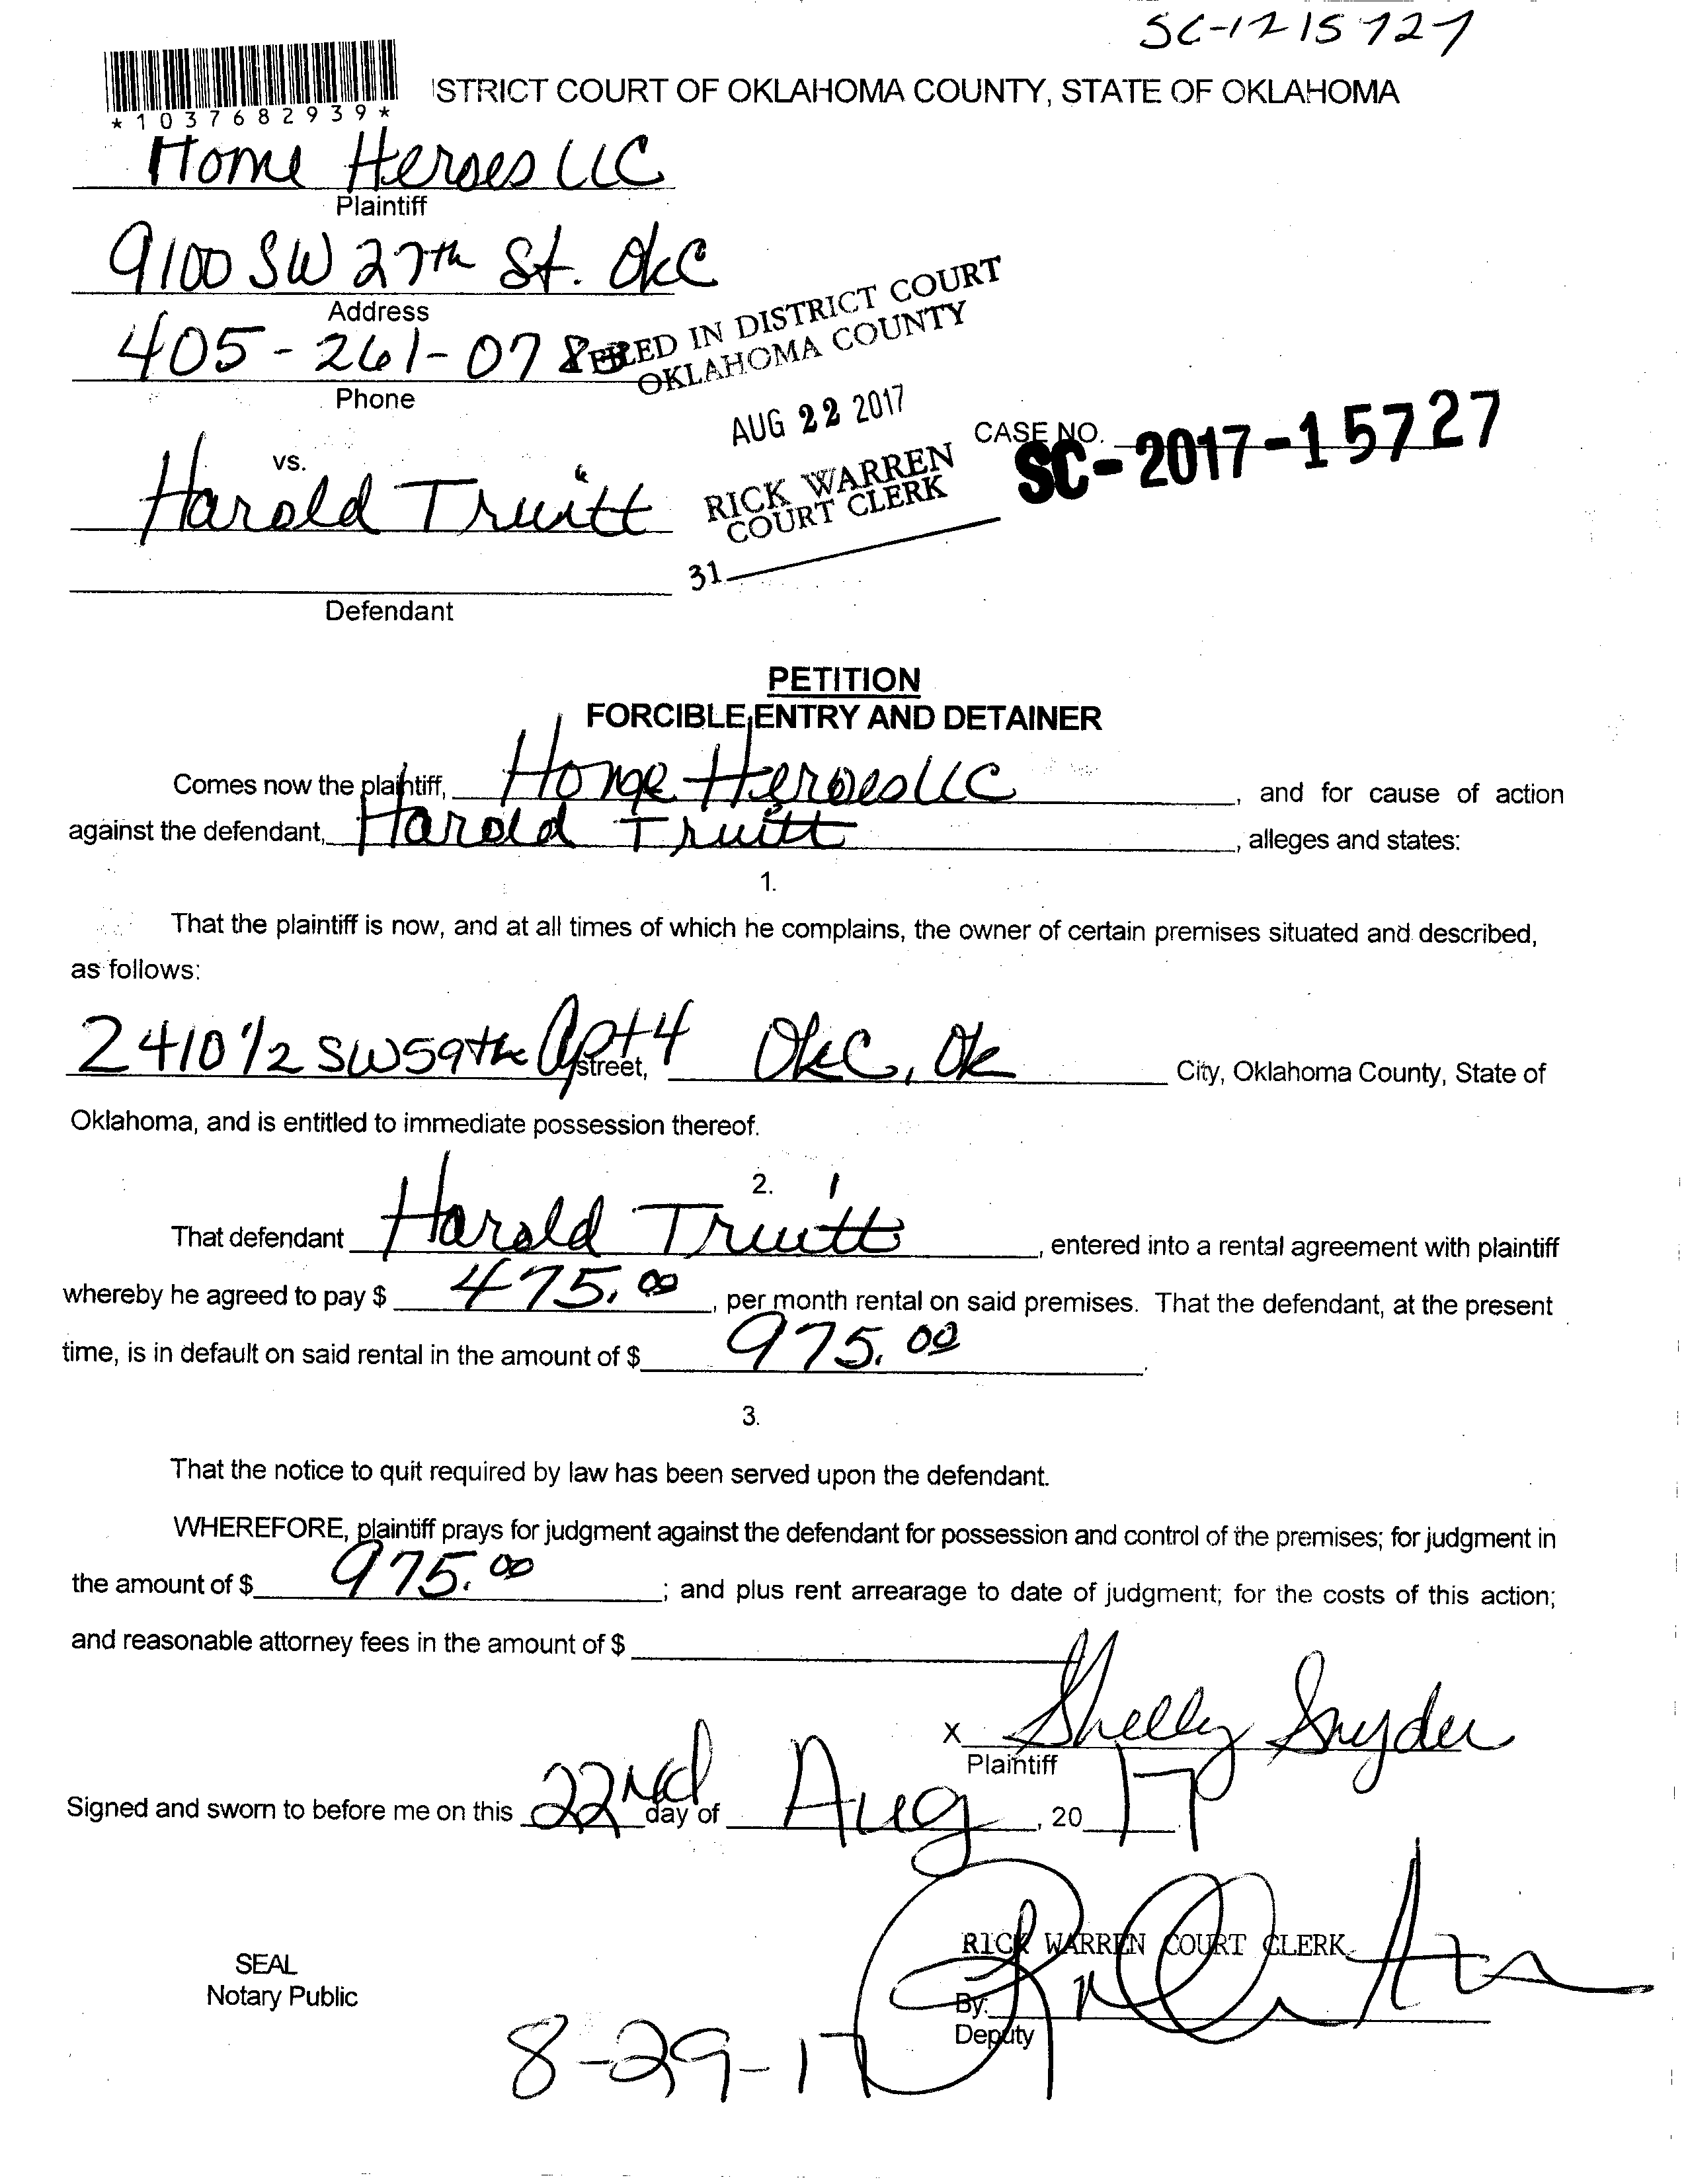 SC-17 15727
*1037682939*
ISTRICT COURT OF OKLAHOMA COUNTY, STATE OF OKLAHOMA
Home Heroes LLC
Plaintiff
9100 SW 27th St. OKC
Address
405-261-078
Phone
FILED IN DISTRICT COURT
OKLAHOMA COUNTY
AUG 22 2017
RICK WARREN
COURT CLERK
31
CASE NO.
SC-2017-15727
vs.
Harold Truitt
Defendant
PETITION
FORCIBLE ENTRY AND DETAINER
Comes now the plaintiff, Home Heroes LLC, and for cause of action
against the defendant, Harold Truitt, alleges and states:
1.
That the plaintiff is now, and at all times of which he complains, the owner of certain premises situated and described,
as follows:
2410 1/2 SW59th Apt 4 street, OKC, Ok City, Oklahoma County, State of
Oklahoma, and is entitled to immediate possession thereof.
2.
That defendant Harold Truitt, entered into a rental agreement with plaintiff
whereby he agreed to pay $ 475.00, per month rental on said premises. That the defendant, at the present
time, is in default on said rental in the amount of $ 975.00.
3.
That the notice to quit required by law has been served upon the defendant.
WHEREFORE, plaintiff prays for judgment against the defendant for possession and control of the premises; for judgment in
the amount of $ 975.00; and plus rent arrearage to date of judgment; for the costs of this action;
and reasonable attorney fees in the amount of $
X Shelly Snyder
Plaintiff
Signed and sworn to before me on this 22nd day of Aug, 20 17
RICK WARREN COURT CLERK
SEAL
Notary Public
By:
Deputy
8-29-17